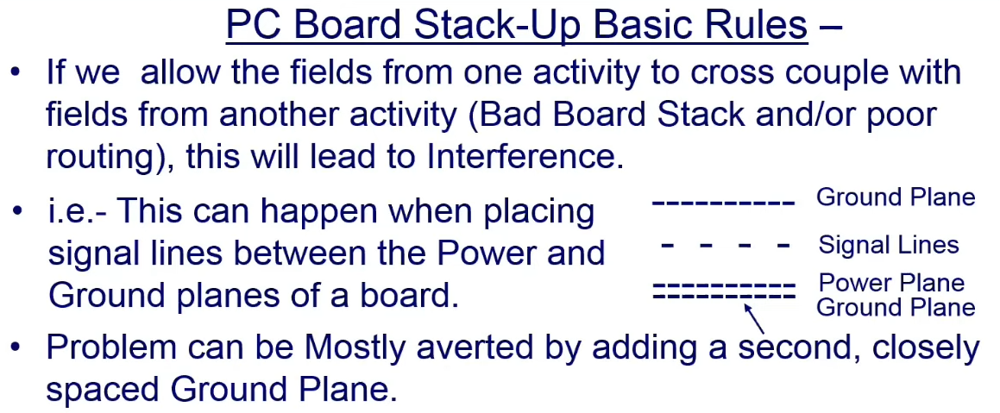 PC Board Stack-Up Basic Rules –
• If we allow the fields from one activity to cross couple with
fields from another activity (Bad Board Stack and/or poor
routing), this will lead to Interference.
• i.e.- This can happen when placing
signal lines between the Power and
Ground planes of a board.
Ground Plane
Signal Lines
Power Plane
Ground Plane
• Problem can be Mostly averted by adding a second, closely
spaced Ground Plane.